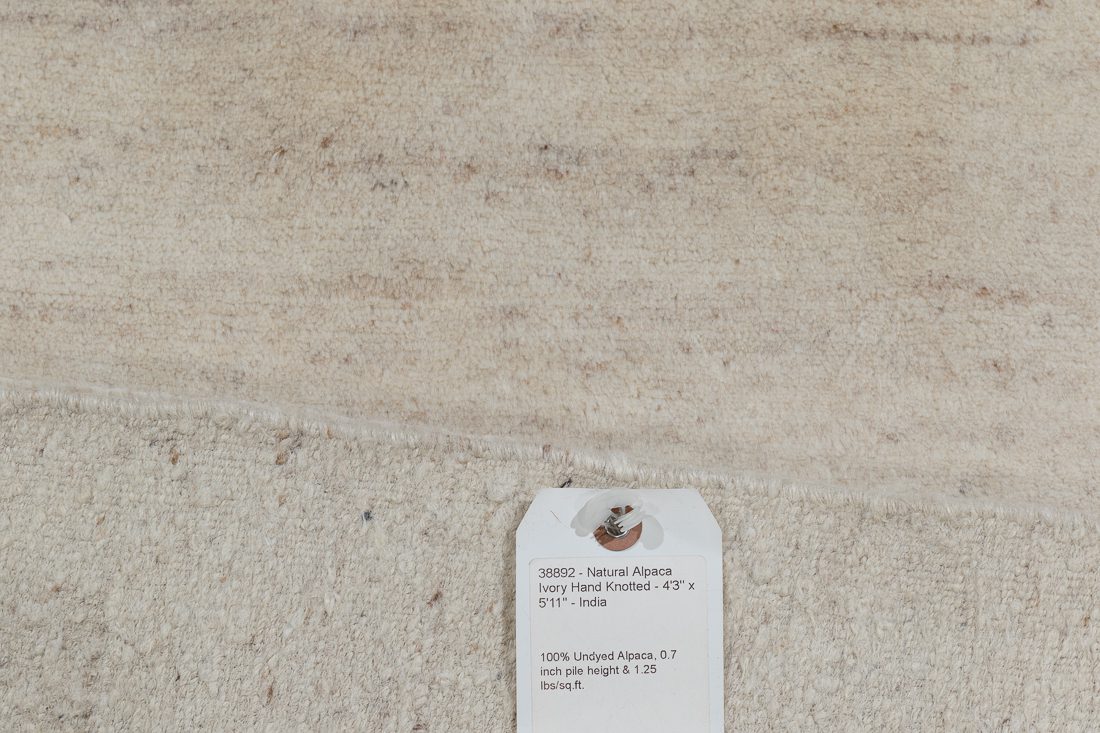 38892 - Natural Alpaca
Ivory Hand Knotted - 4'3" x
5'11" - India
100% Undyed Alpaca, 0.7
inch pile height & 1.25
lbs/sq.ft.